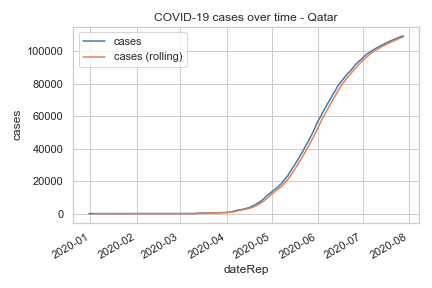 COVID-19 cases over time - Qatar
cases
cases (rolling)
100000
80000
60000
40000
20000
0
cases
2020-01
2020-02
2020-03
2020-04
2020-05
2020-06
2020-07
2020-08
dateRep